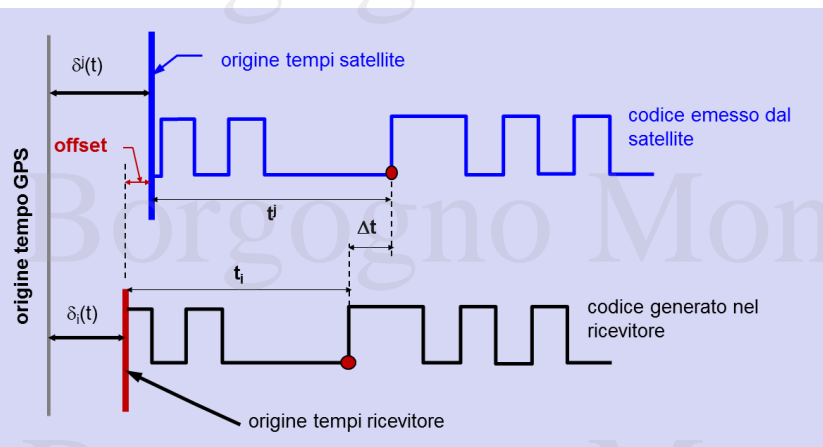 δj(t)
origine tempi satellite
codice emesso dal
satellite
offset
origine tempo GPS
tj
Δt
ti
codice generato nel
ricevitore
δi(t)
origine tempi ricevitore
Borgogno Mon